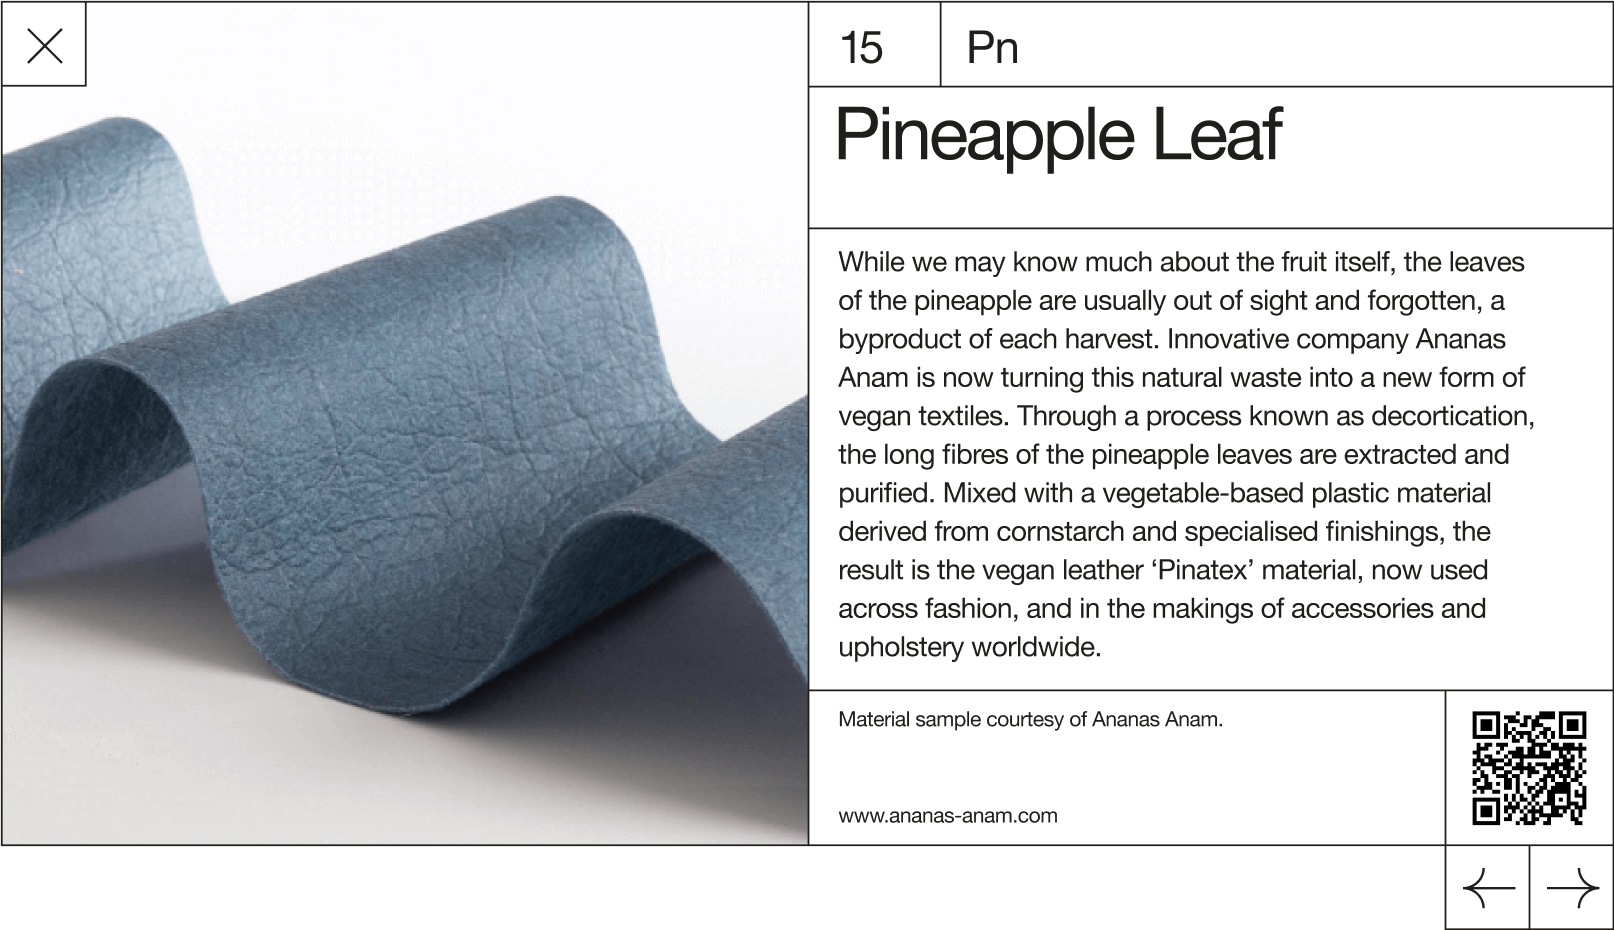 15
Pn
Pineapple Leaf
While we may know much about the fruit itself, the leaves
of the pineapple are usually out of sight and forgotten, a
byproduct of each harvest. Innovative company Ananas
Anam is now turning this natural waste into a new form of
vegan textiles. Through a process known as decortication,
the long fibres of the pineapple leaves are extracted and
purified. Mixed with a vegetable-based plastic material
derived from cornstarch and specialised finishings, the
result is the vegan leather ‘Pinatex’ material, now used
across fashion, and in the makings of accessories and
upholstery worldwide.
Material sample courtesy of Ananas Anam.
www.ananas-anam.com